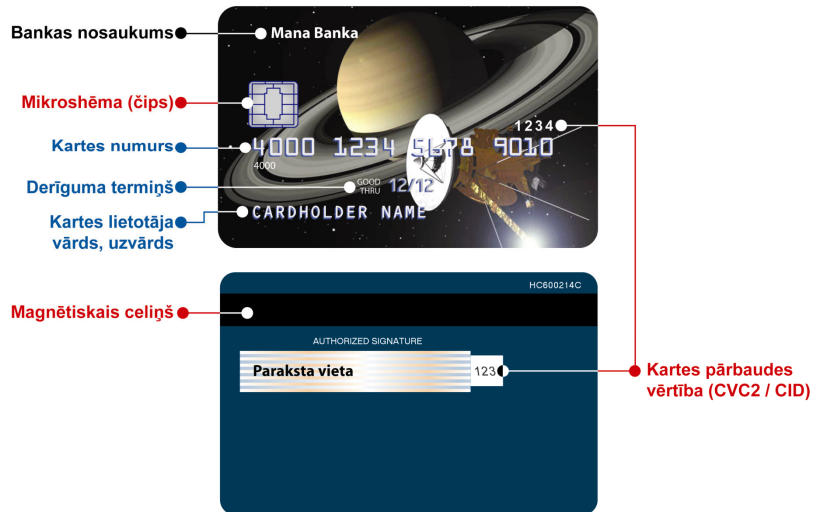 Bankas nosaukums
Mana Banka
Mikroshēma (čips)
1234
Kartes numurs
4000 1234 5678 9010
4000
Derīguma termiņš
GOOD
THRU 12/12
Kartes lietotāja
vārds, uzvārds
CARDHOLDER NAME
HC600214C
Magnētiskais celiņš
AUTHORIZED SIGNATURE
Paraksta vieta
123
Kartes pārbaudes
vērtība (CVC2 / CID)